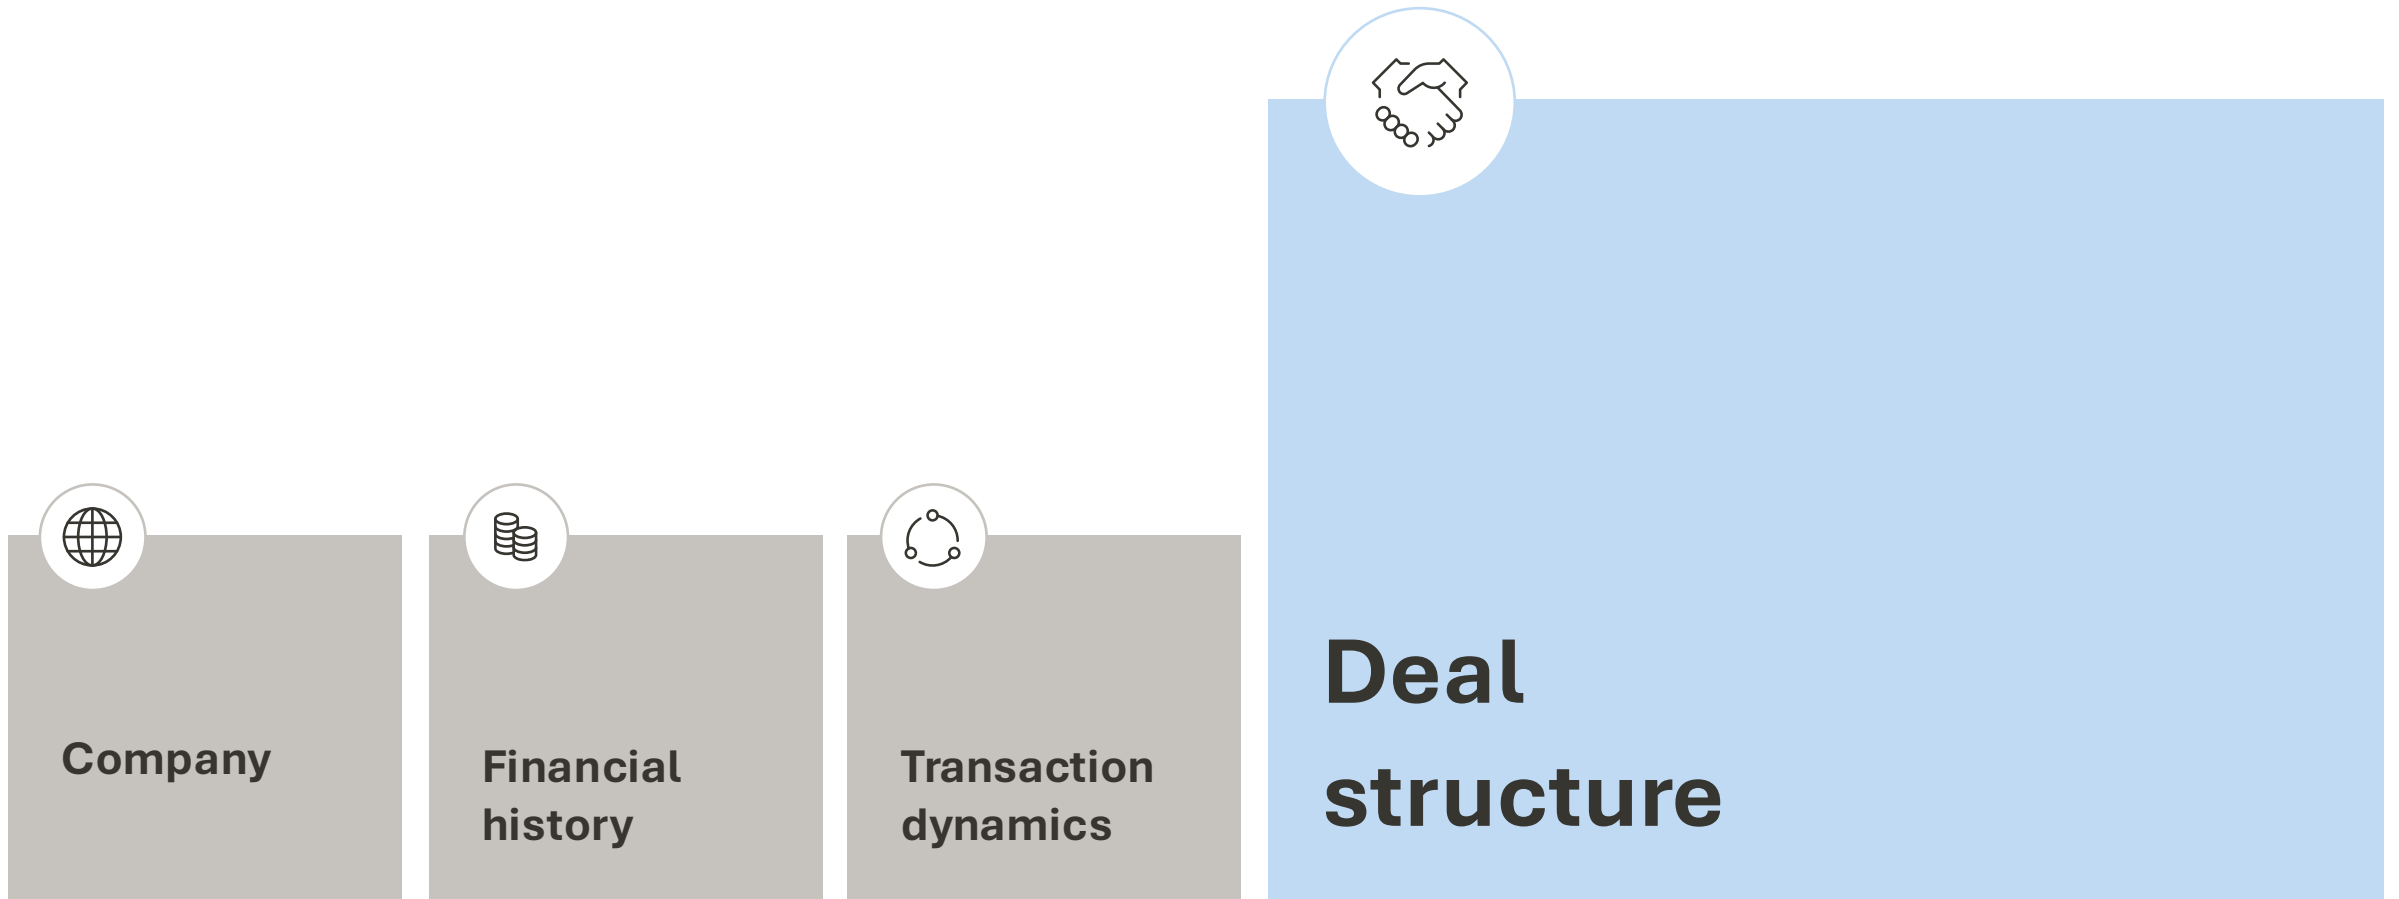 Company
Financial
history
Transaction
dynamics
Deal
structure